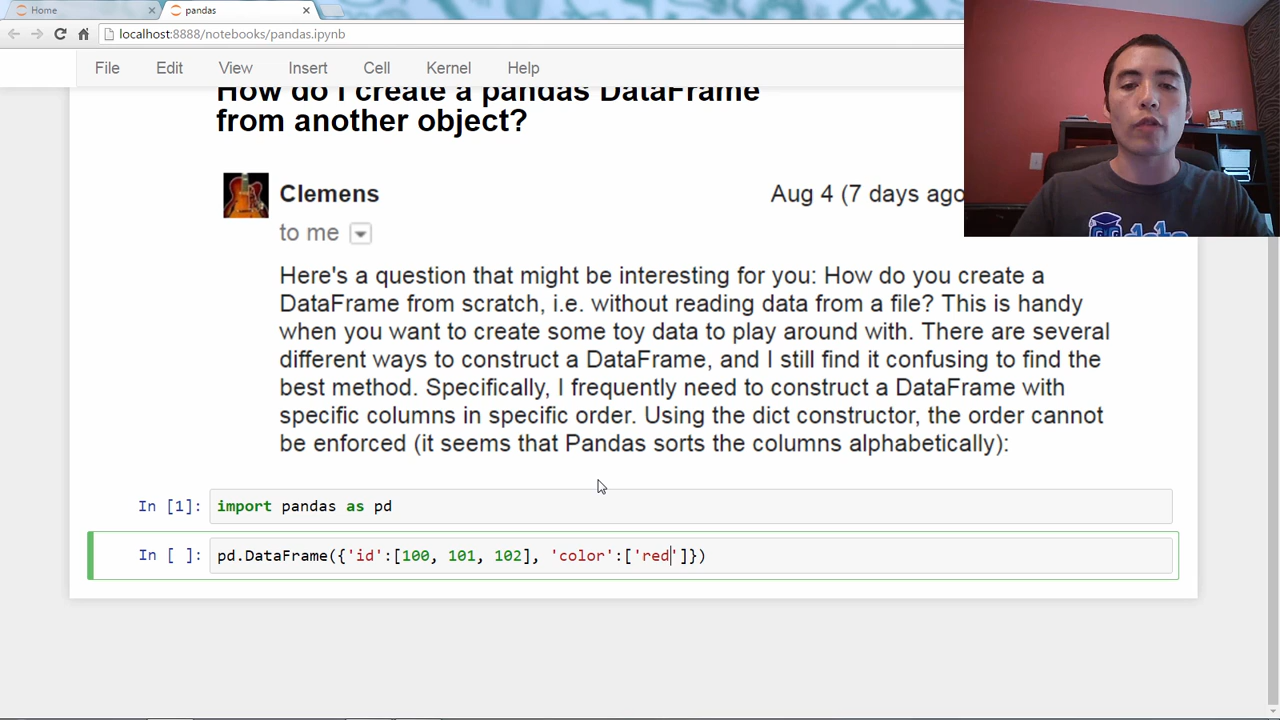 Home
pandas
localhost:8888/notebooks/pandas.ipynb
File Edit View Insert Cell Kernel Help
How do I create a pandas DataFrame
from another object?
Clemens Aug 4 (7 days ago
to me
Here's a question that might be interesting for you: How do you create a
DataFrame from scratch, i.e. without reading data from a file? This is handy
when you want to create some toy data to play around with. There are several
different ways to construct a DataFrame, and I still find it confusing to find the
best method. Specifically, I frequently need to construct a DataFrame with
specific columns in specific order. Using the dict constructor, the order cannot
be enforced (it seems that Pandas sorts the columns alphabetically):
In [1]: import pandas as pd
In [ ]: pd.DataFrame({'id':[100, 101, 102], 'color':['red']})